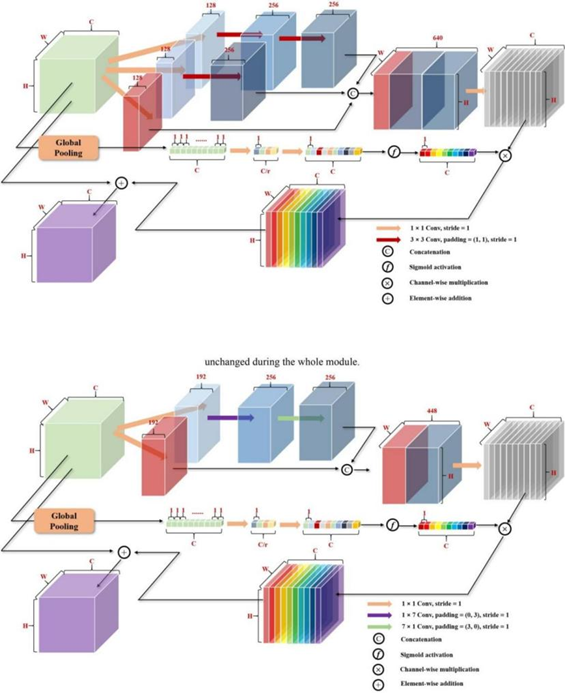 C
W
H
128
256
256
128
256
128
640
W
H
C
W
H
C
Global
Pooling
1
1
C
C/r
C
C
C
W
H
C
W
H
1 × 1 Conv, stride = 1
3 × 3 Conv, padding = (1, 1), stride = 1
C Concatenation
f Sigmoid activation
× Channel-wise multiplication
+ Element-wise addition
unchanged during the whole module.
C
W
H
192
256
256
192
448
W
H
C
W
H
C
Global
Pooling
C
C/r
C
f
C
×
+
C
W
H
C
W
H
1 × 1 Conv, stride = 1
1 × 7 Conv, padding = (0, 3), stride = 1
7 × 1 Conv, padding = (3, 0), stride = 1
C Concatenation
f Sigmoid activation
× Channel-wise multiplication
+ Element-wise addition